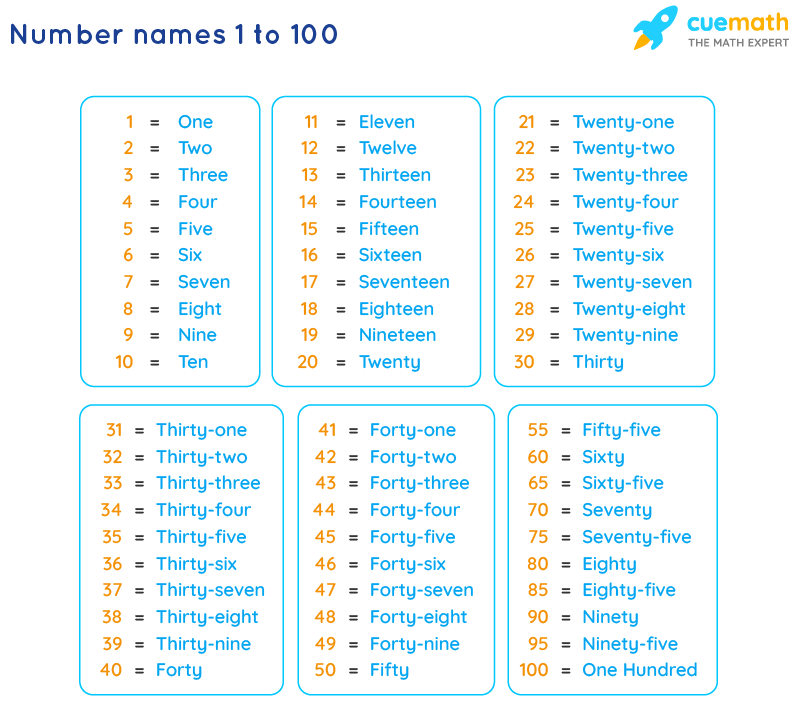 Number names 1 to 100
cuemath
THE MATH EXPERT
1 = One
2 = Two
3 = Three
4 = Four
5 = Five
6 = Six
7 = Seven
8 = Eight
9 = Nine
10 = Ten
11 = Eleven
12 = Twelve
13 = Thirteen
14 = Fourteen
15 = Fifteen
16 = Sixteen
17 = Seventeen
18 = Eighteen
19 = Nineteen
20 = Twenty
21 = Twenty-one
22 = Twenty-two
23 = Twenty-three
24 = Twenty-four
25 = Twenty-five
26 = Twenty-six
27 = Twenty-seven
28 = Twenty-eight
29 = Twenty-nine
30 = Thirty
31 = Thirty-one
32 = Thirty-two
33 = Thirty-three
34 = Thirty-four
35 = Thirty-five
36 = Thirty-six
37 = Thirty-seven
38 = Thirty-eight
39 = Thirty-nine
40 = Forty
41 = Forty-one
42 = Forty-two
43 = Forty-three
44 = Forty-four
45 = Forty-five
46 = Forty-six
47 = Forty-seven
48 = Forty-eight
49 = Forty-nine
50 = Fifty
55 = Fifty-five
60 = Sixty
65 = Sixty-five
70 = Seventy
75 = Seventy-five
80 = Eighty
85 = Eighty-five
90 = Ninety
95 = Ninety-five
100 = One Hundred